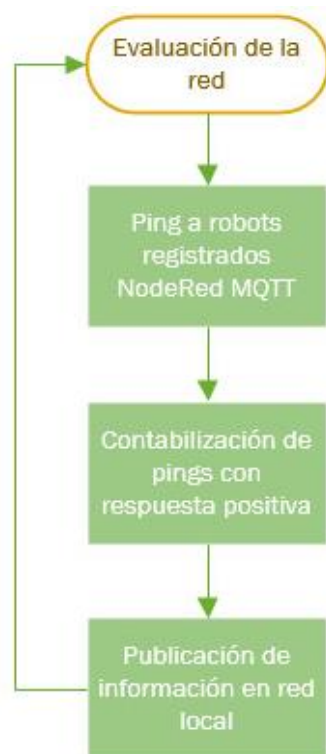 Evaluación de la
red
Ping a robots
registrados
NodeRed MQTT
Contabilización de
pings con
respuesta positiva
Publicación de
información en red
local